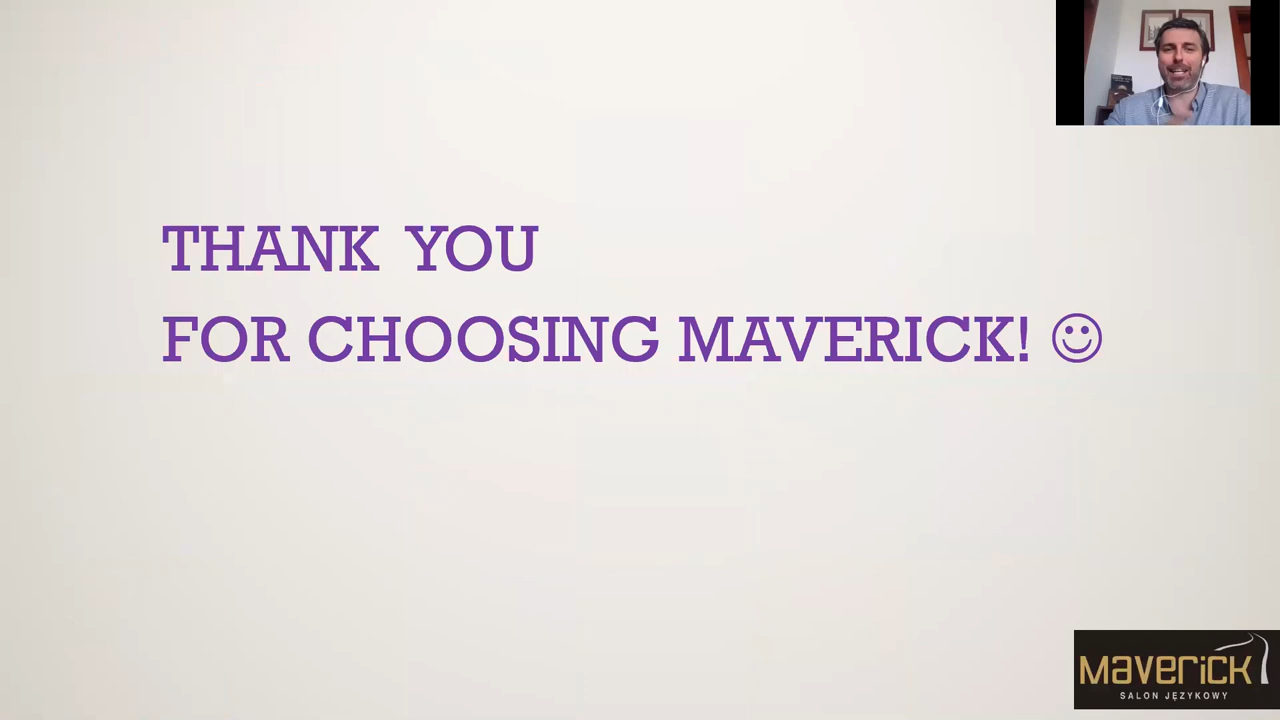 THANK YOU
FOR CHOOSING MAVERICK! ☺
MAVERICK
SALON JĘZYKOWY